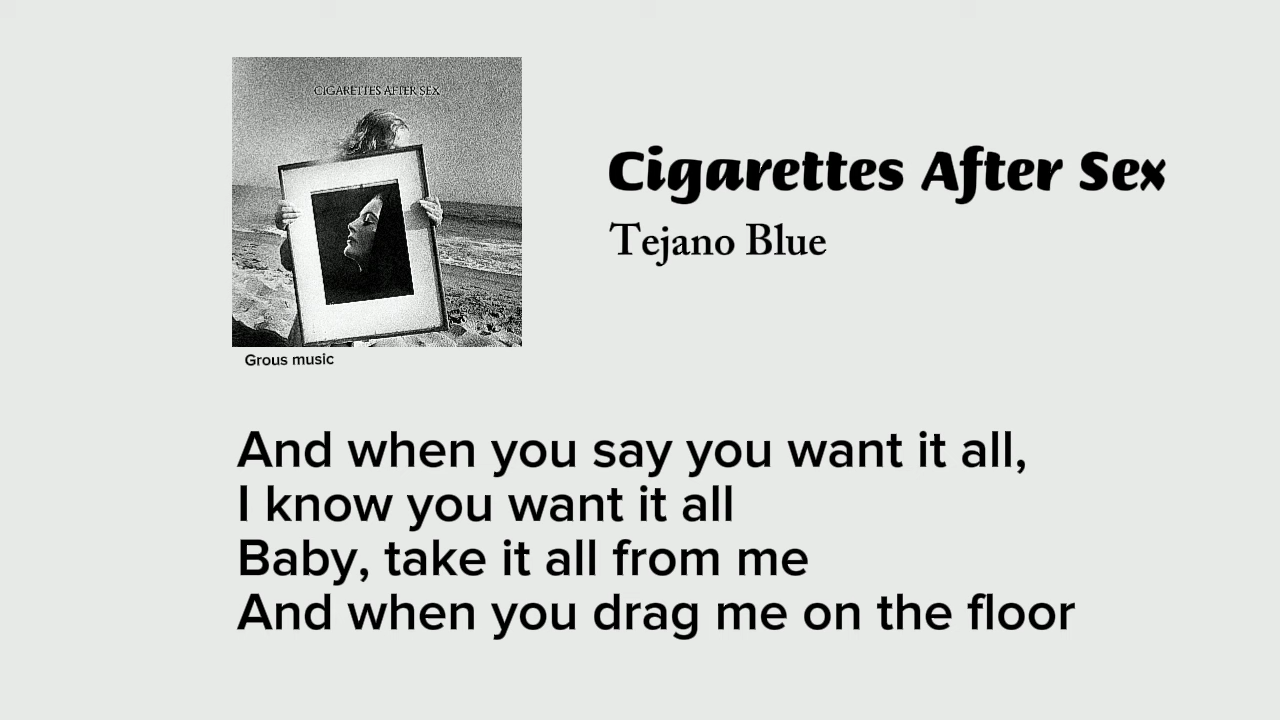 CIGARETTES AFTER SEX
Cigarettes After Sex
Tejano Blue
Grous music
And when you say you want it all,
I know you want it all
Baby, take it all from me
And when you drag me on the floor